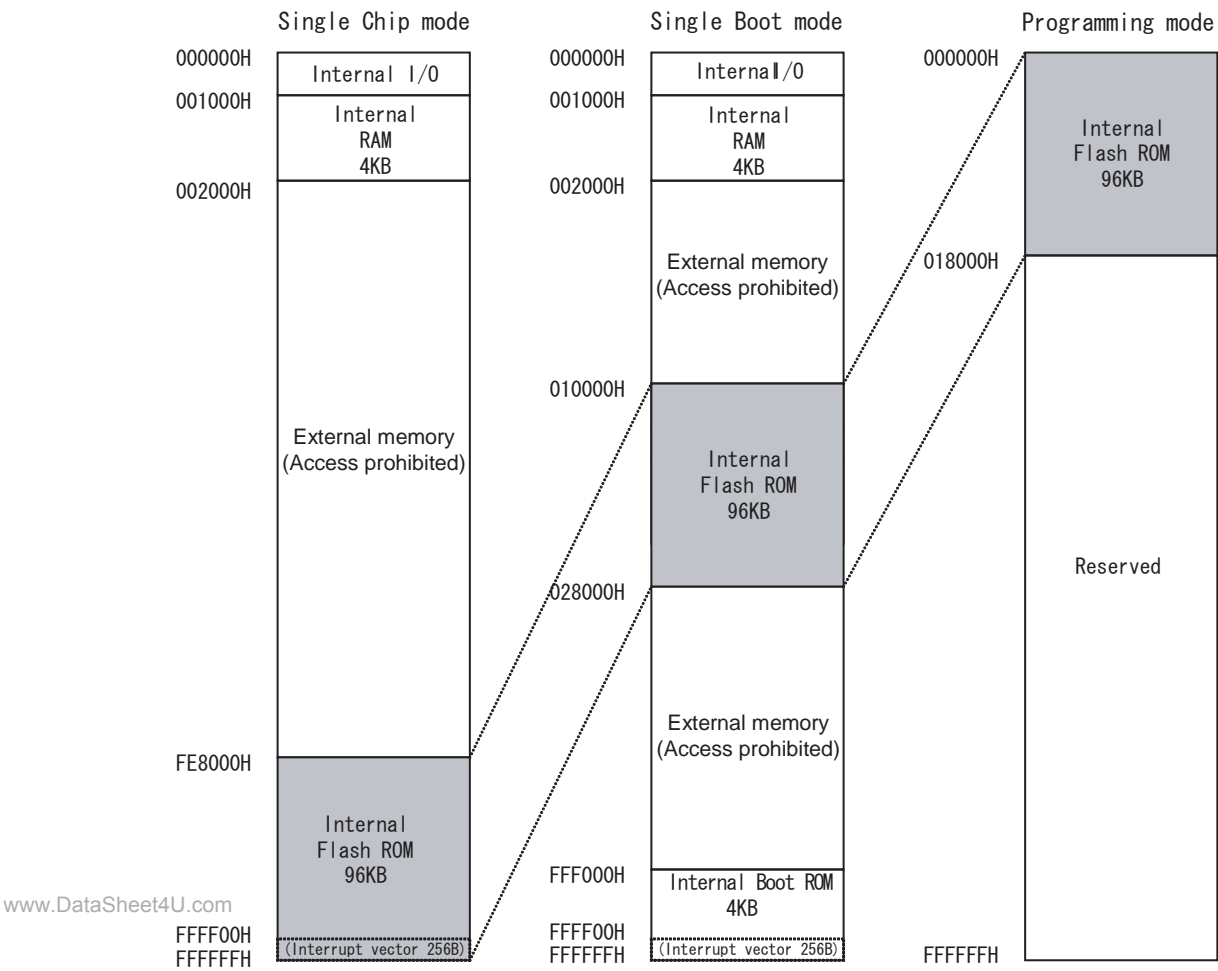 Single Chip mode
000000H
Internal I/O
001000H
Internal
RAM
4KB
002000H
External memory
(Access prohibited)
FE8000H
Internal
Flash ROM
96KB
FFFF00H
(Interrupt vector 256B)
FFFFFFH
Single Boot mode
000000H
Internal I/O
001000H
Internal
RAM
4KB
002000H
External memory
(Access prohibited)
010000H
Internal
Flash ROM
96KB
028000H
External memory
(Access prohibited)
FFF000H
Internal Boot ROM
4KB
FFFF00H
(Interrupt vector 256B)
FFFFFFH
Programming mode
000000H
Internal
Flash ROM
96KB
018000H
Reserved
FFFFFFH
www.DataSheet4U.com